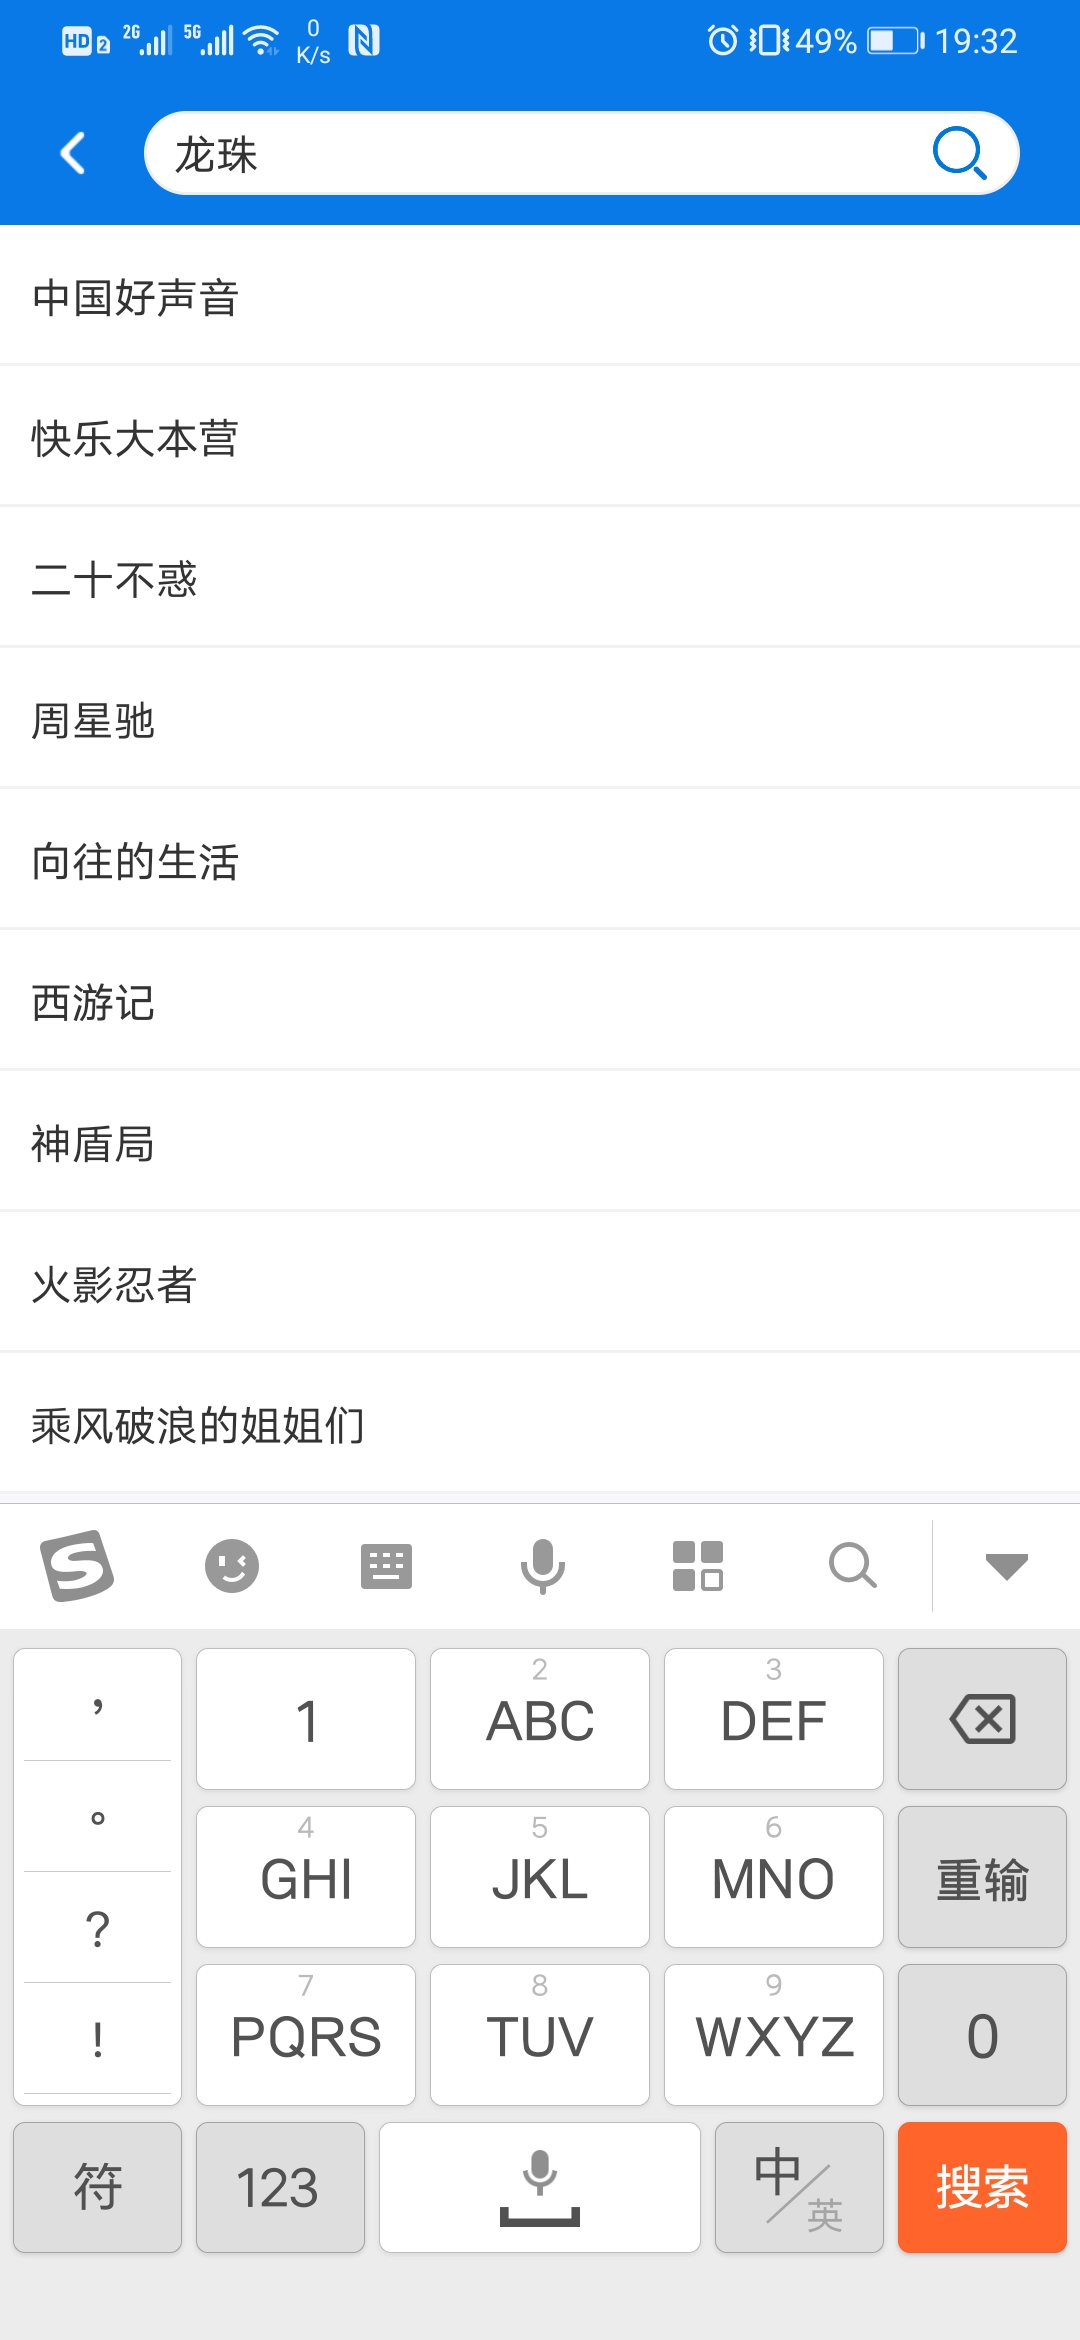 HD 2 2G 5G 0 K/s 49% 19:32
龙珠
中国好声音
快乐大本营
二十不惑
周星驰
向往的生活
西游记
神盾局
火影忍者
乘风破浪的姐姐们
，
1
2
ABC
3
DEF
。
4
GHI
5
JKL
6
MNO
重输
?
7
PQRS
8
TUV
9
WXYZ
0
!
符
123
中/英
搜索